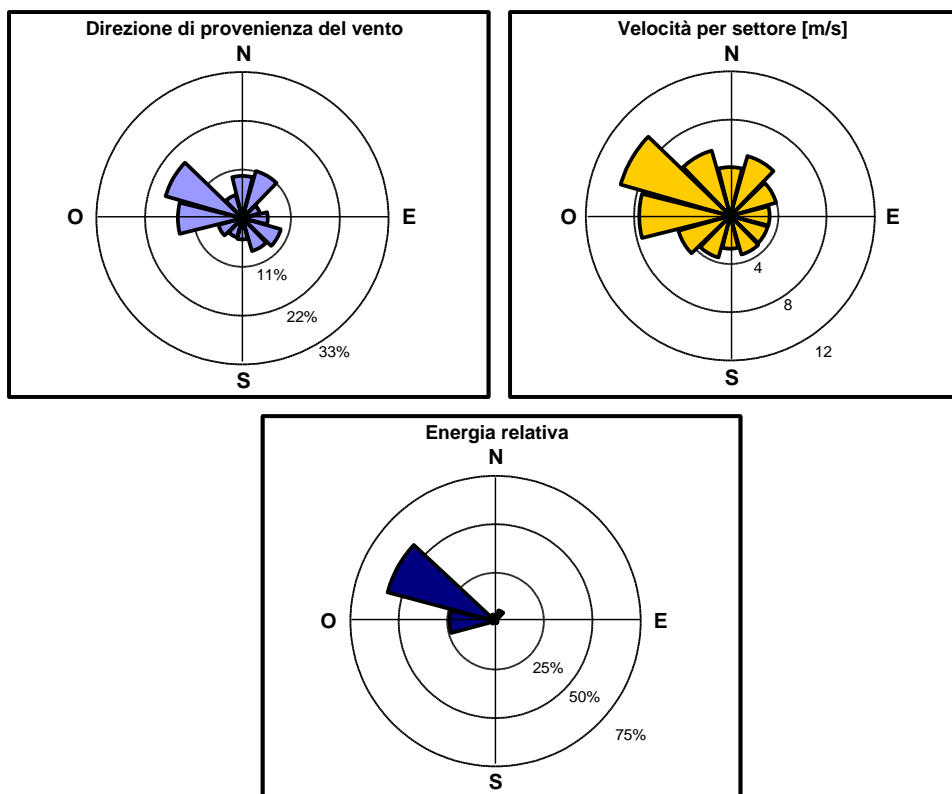 Direzione di provenienza del vento
N
O
E
11%
22%
33%
S
Velocità per settore [m/s]
N
O
E
4
8
12
S
Energia relativa
N
O
E
25%
50%
75%
S